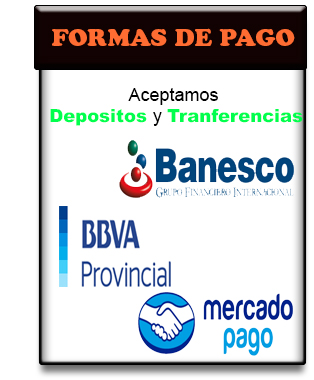 FORMAS DE PAGO
Aceptamos
Depositos y Tranferencias
Banesco
GRUPO FINANCIERO INTERNACIONAL
BBVA
Provincial
mercado
pago